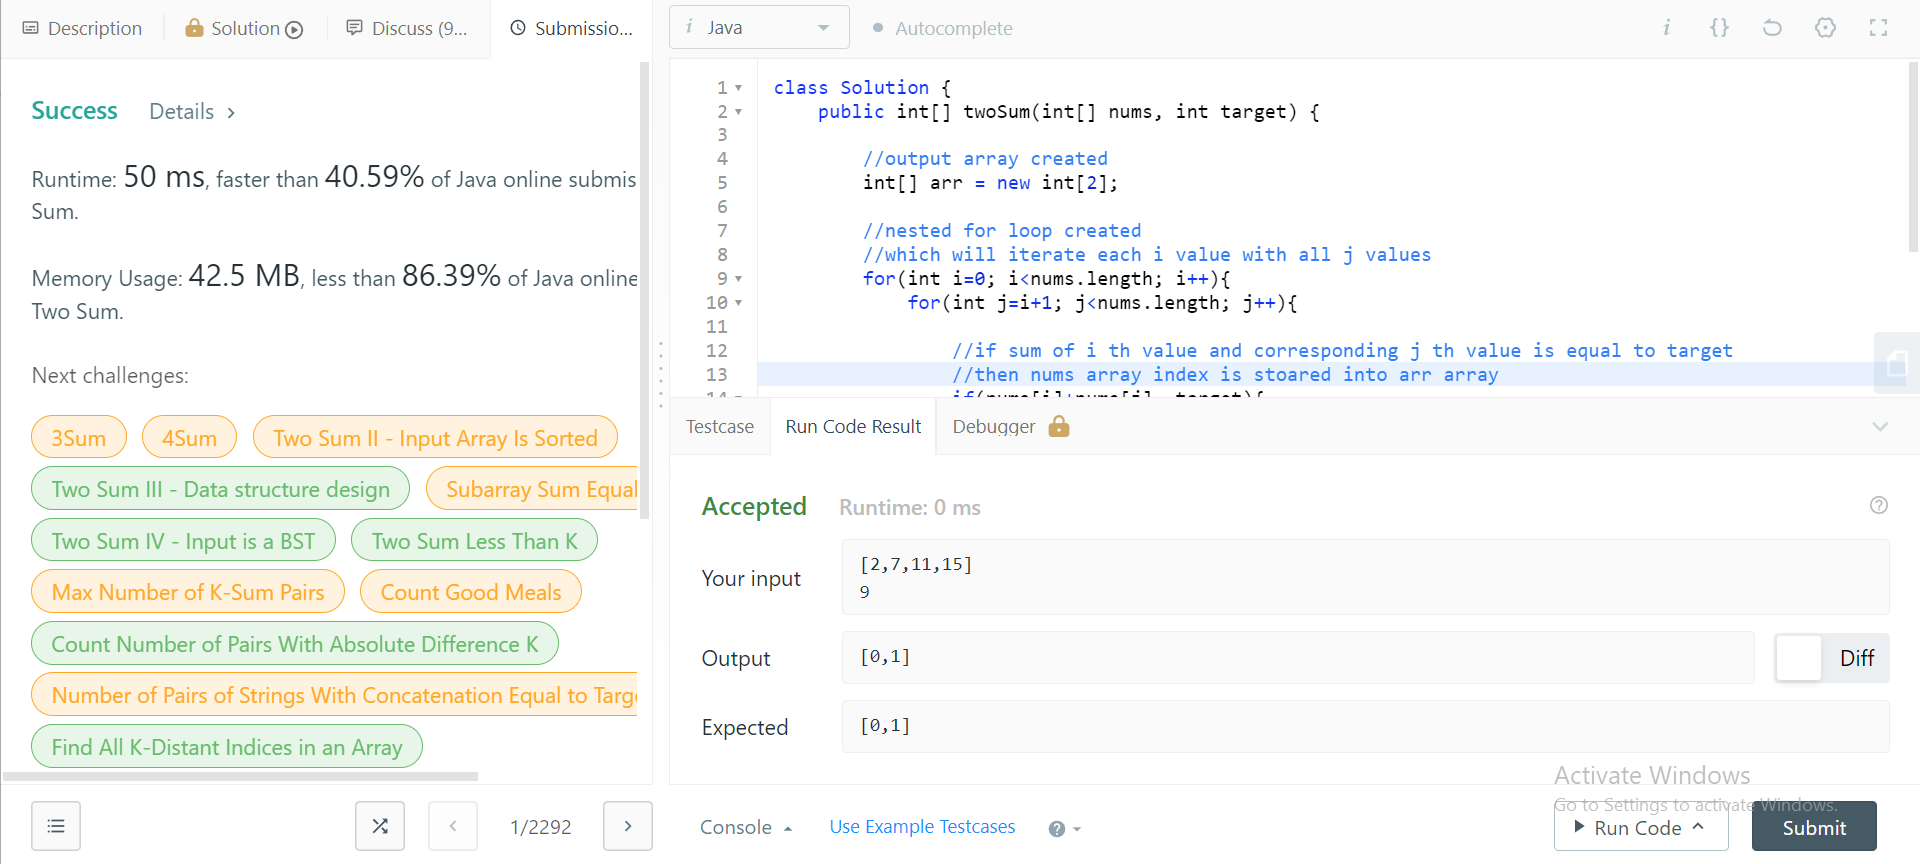 Description
Solution
Discuss (9...
Submissio...
Success Details >
Runtime: 50 ms, faster than 40.59% of Java online submis
Sum.
Memory Usage: 42.5 MB, less than 86.39% of Java online
Two Sum.
Next challenges:
3Sum
4Sum
Two Sum II - Input Array Is Sorted
Two Sum III - Data structure design
Subarray Sum Equal
Two Sum IV - Input is a BST
Two Sum Less Than K
Max Number of K-Sum Pairs
Count Good Meals
Count Number of Pairs With Absolute Difference K
Number of Pairs of Strings With Concatenation Equal to Targe
Find All K-Distant Indices in an Array
1/2292
i Java
Autocomplete
i {}
1 class Solution {
2 public int[] twoSum(int[] nums, int target) {
3
4 //output array created
5 int[] arr = new int[2];
6
7 //nested for loop created
8 //which will iterate each i value with all j values
9 for(int i=0; i<nums.length; i++){
10 for(int j=i+1; j<nums.length; j++){
11
12 //if sum of i th value and corresponding j th value is equal to target
13 //then nums array index is stoared into arr array
Testcase
Run Code Result
Debugger
Accepted Runtime: 0 ms
Your input
[2,7,11,15]
9
Output
[0,1]
Diff
Expected
[0,1]
Activate Windows
Go to Settings to activate Windows.
Console
Use Example Testcases
Run Code
Submit